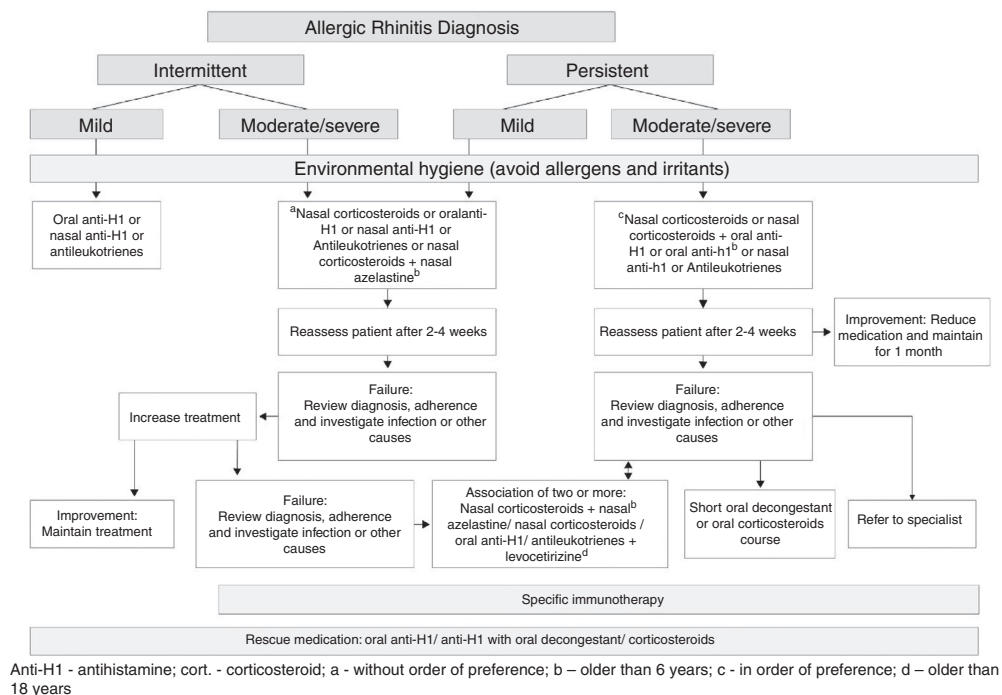 Allergic Rhinitis Diagnosis
Intermittent
Persistent
Mild
Moderate/severe
Mild
Moderate/severe
Environmental hygiene (avoid allergens and irritants)
Oral anti-H1 or
nasal anti-H1 or
antileukotrienes
aNasal corticosteroids or oralanti-
H1 or nasal anti-H1 or
Antileukotrienes or nasal
corticosteroids + nasal
azelastineb
cNasal corticosteroids or nasal
corticosteroids + oral anti-
H1 or oral anti-h1b or nasal
anti-h1 or Antileukotrienes
Reassess patient after 2-4 weeks
Reassess patient after 2-4 weeks
Improvement: Reduce
medication and maintain
for 1 month
Failure:
Review diagnosis, adherence
and investigate infection or other
causes
Failure:
Review diagnosis, adherence
and investigate infection or other
causes
Increase treatment
Improvement:
Maintain treatment
Failure:
Review diagnosis, adherence
and investigate infection or other
causes
Association of two or more:
Nasal corticosteroids + nasalb
azelastine/ nasal corticosteroids /
oral anti-H1/ antileukotrienes +
levocetirizined
Short oral decongestant
or oral corticosteroids
course
Refer to specialist
Specific immunotherapy
Rescue medication: oral anti-H1/ anti-H1 with oral decongestant/ corticosteroids
Anti-H1 - antihistamine; cort. - corticosteroid; a - without order of preference; b – older than 6 years; c - in order of preference; d – older than
18 years